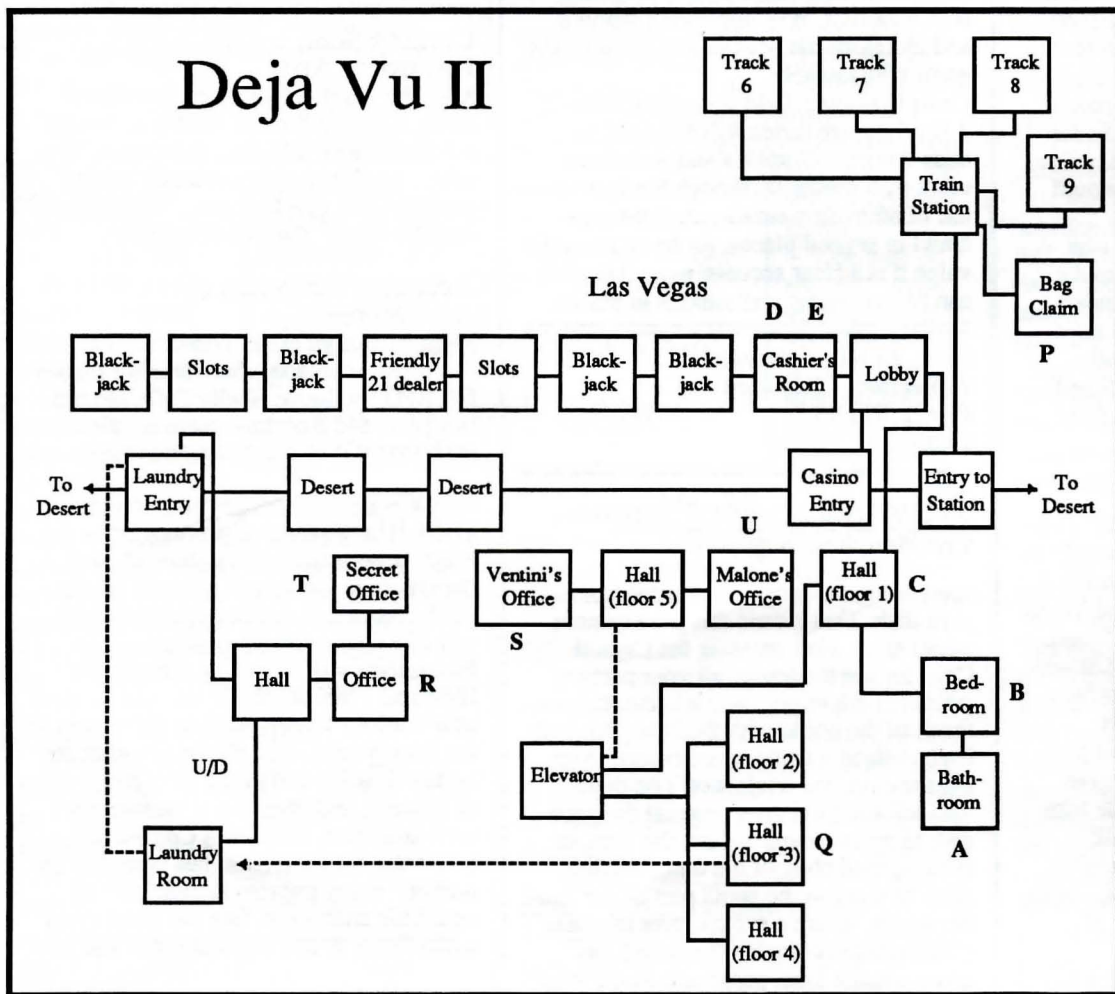 Deja Vu II
Track
6
Track
7
Track
8
Track
9
Train
Station
Bag
Claim
P
Las Vegas
D E
Black-
jack
Slots
Black-
jack
Friendly
21 dealer
Slots
Black-
jack
Black-
jack
Cashier's
Room
Lobby
To
Desert
Laundry
Entry
Desert
Desert
Casino
Entry
Entry to
Station
To
Desert
U
T
Secret
Office
Ventini's
Office
S
Hall
(floor 5)
Malone's
Office
Hall
(floor 1)
C
Hall
Office
R
Bed-
room
B
Bath-
room
A
U/D
Elevator
Hall
(floor 2)
Hall
(floor 3)
Q
Hall
(floor 4)
Laundry
Room